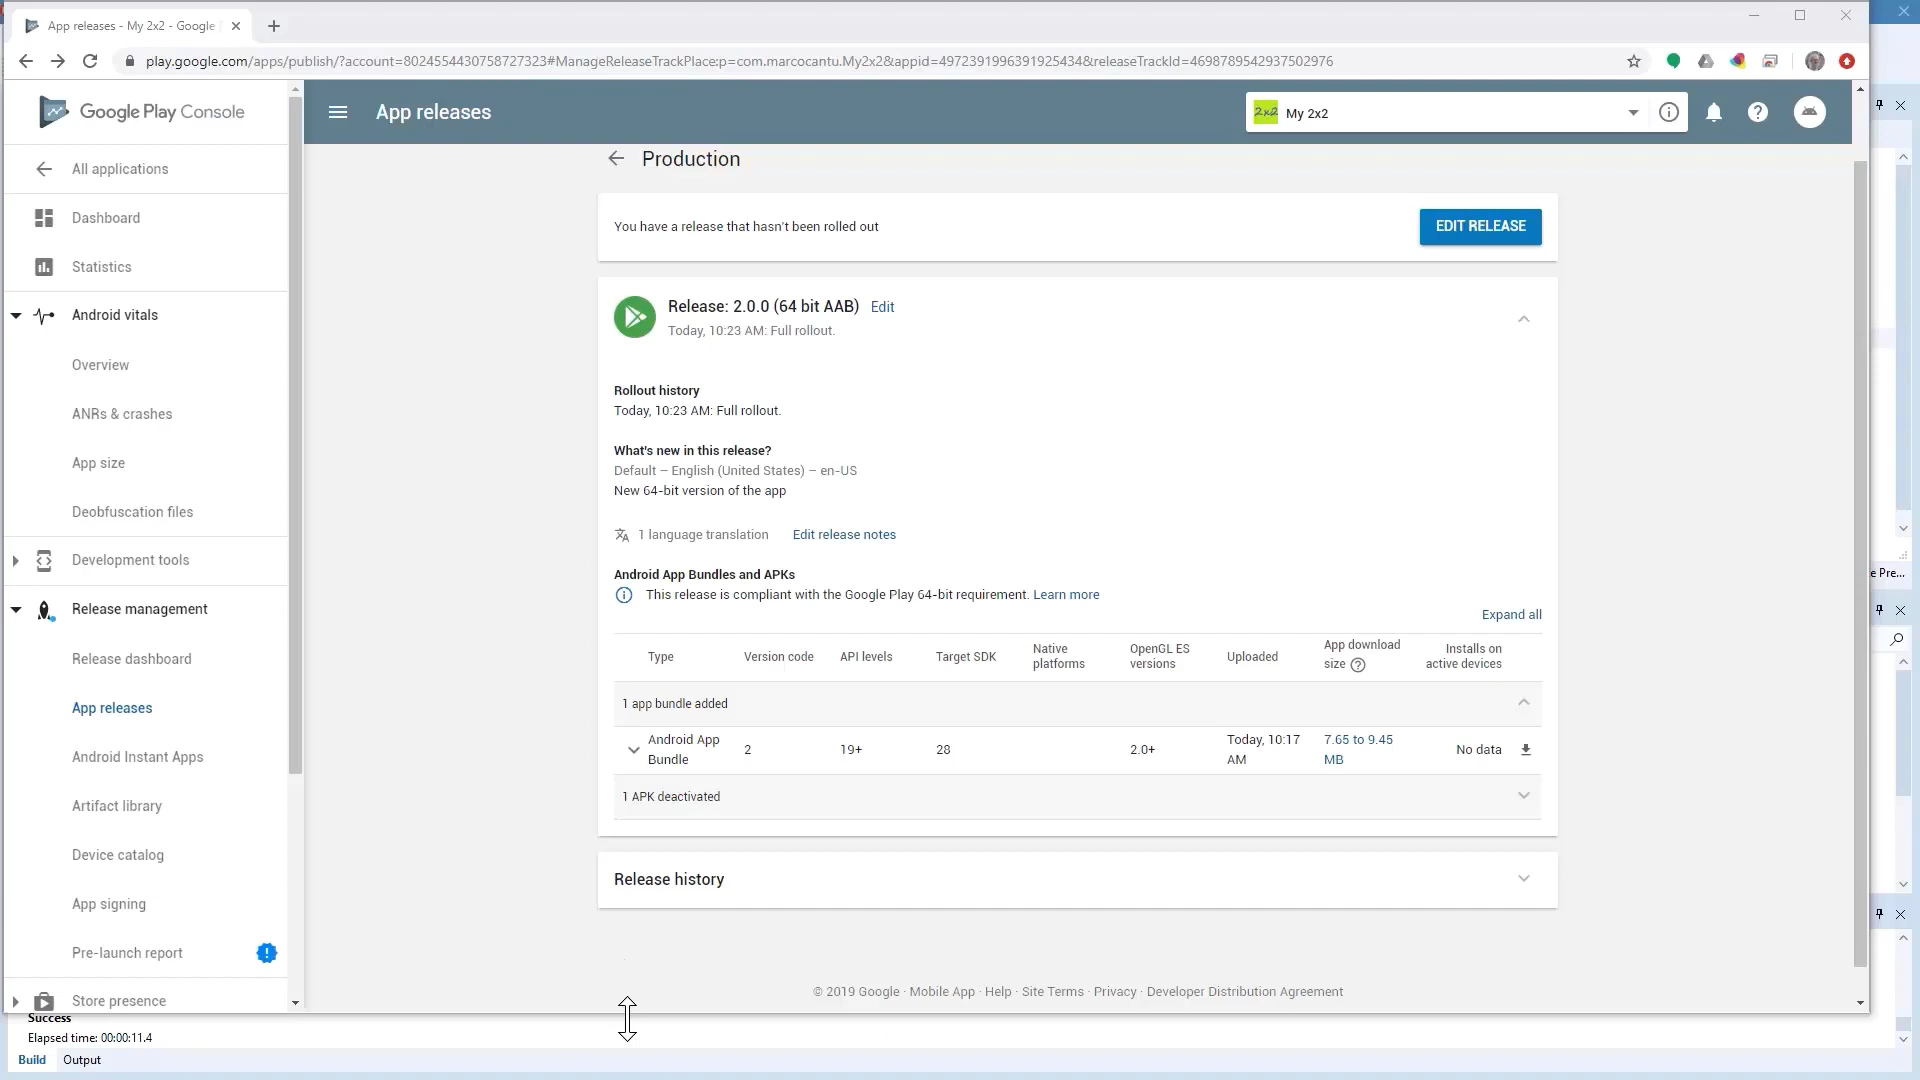 App releases - My 2x2 - Google
play.google.com/apps/publish/?account=8024554430758727323#ManageReleaseTrackPlace:p=com.marcocantu.My2x2&appid=4972391996391925434&releaseTrackId=4698789542937502976
Google Play Console
App releases
2x2 My 2x2
All applications
Dashboard
Statistics
Android vitals
Overview
ANRs & crashes
App size
Deobfuscation files
Development tools
Release management
Release dashboard
App releases
Android Instant Apps
Artifact library
Device catalog
App signing
Pre-launch report
Store presence
Production
You have a release that hasn't been rolled out
EDIT RELEASE
Release: 2.0.0 (64 bit AAB) Edit
Today, 10:23 AM: Full rollout.
Rollout history
Today, 10:23 AM: Full rollout.
What's new in this release?
Default – English (United States) – en-US
New 64-bit version of the app
1 language translation Edit release notes
Android App Bundles and APKs
This release is compliant with the Google Play 64-bit requirement. Learn more
Expand all
Type Version code API levels Target SDK Native platforms OpenGL ES versions Uploaded App download size Installs on active devices
1 app bundle added
Android App Bundle 2 19+ 28 2.0+ Today, 10:17 AM 7.65 to 9.45 MB No data
1 APK deactivated
Release history
© 2019 Google · Mobile App · Help · Site Terms · Privacy · Developer Distribution Agreement
e Pre...
Success
Elapsed time: 00:00:11.4
Build Output